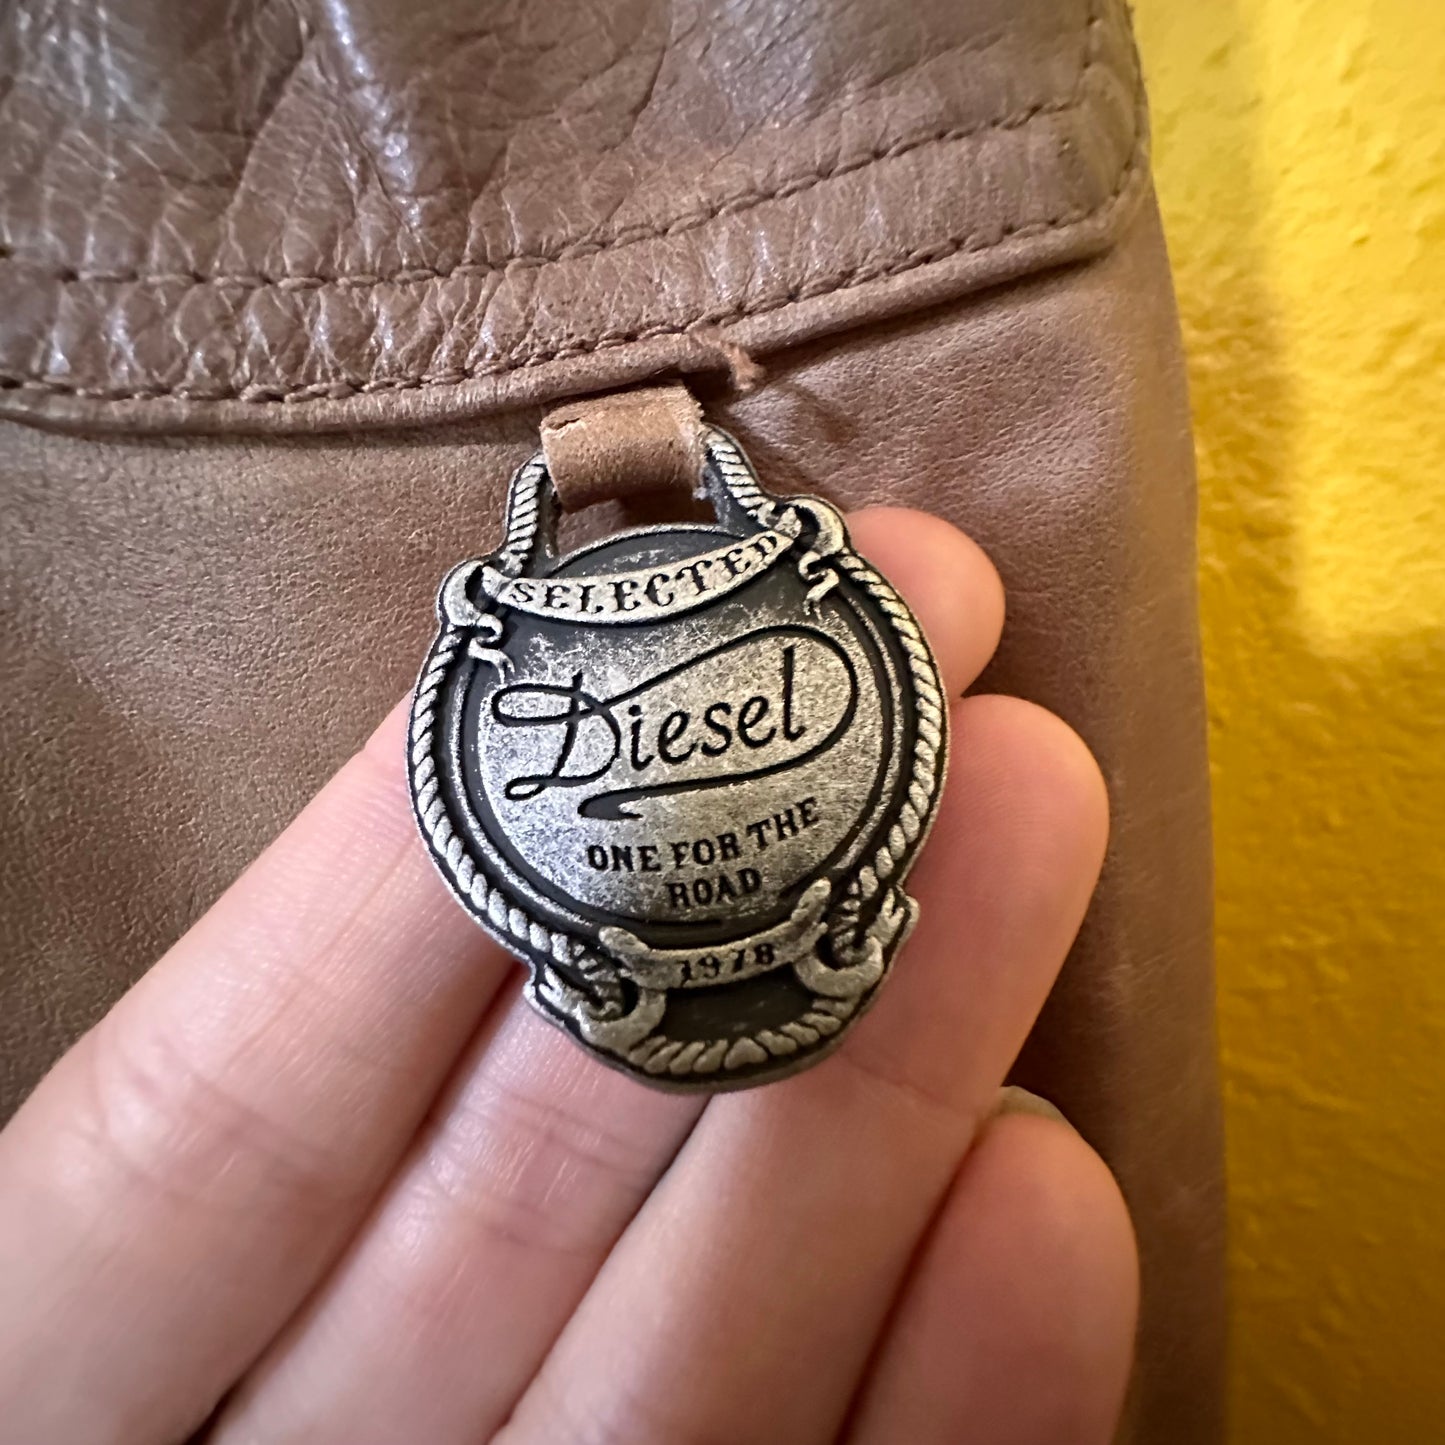 SELECTED
Diesel
ONE FOR THE
ROAD
1978